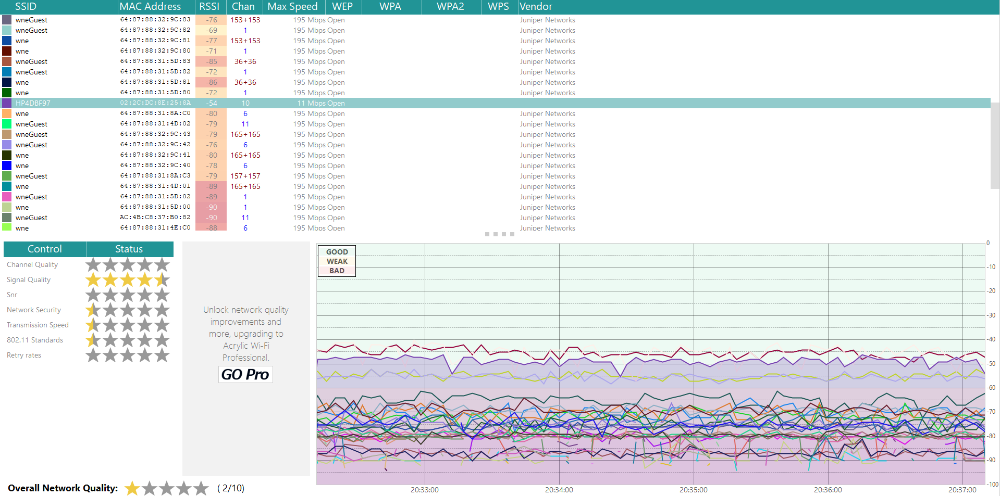 SSID MAC Address RSSI Chan Max Speed WEP WPA WPA2 WPS Vendor
wneGuest 64:87:88:32:9C:83 -76 153+153 195 Mbps Open Juniper Networks
wneGuest 64:87:88:32:9C:82 -69 1 195 Mbps Open Juniper Networks
wne 64:87:88:32:9C:81 -77 153+153 195 Mbps Open Juniper Networks
wne 64:87:88:32:9C:80 -71 1 195 Mbps Open Juniper Networks
wneGuest 64:87:88:31:5D:83 -85 36+36 195 Mbps Open Juniper Networks
wneGuest 64:87:88:31:5D:82 -72 1 195 Mbps Open Juniper Networks
wne 64:87:88:31:5D:81 -86 36+36 195 Mbps Open Juniper Networks
wne 64:87:88:31:5D:80 -72 1 195 Mbps Open Juniper Networks
HP4DBF97 02:2C:DC:8E:25:8A -54 10 11 Mbps Open
wne 64:87:88:31:8A:C0 -80 6 195 Mbps Open Juniper Networks
wneGuest 64:87:88:31:4D:02 -79 11 195 Mbps Open Juniper Networks
wneGuest 64:87:88:32:9C:43 -79 165+165 195 Mbps Open Juniper Networks
wneGuest 64:87:88:32:9C:42 -76 6 195 Mbps Open Juniper Networks
wne 64:87:88:32:9C:41 -80 165+165 195 Mbps Open Juniper Networks
wne 64:87:88:32:9C:40 -78 6 195 Mbps Open Juniper Networks
wneGuest 64:87:88:31:8A:C3 -79 157+157 195 Mbps Open Juniper Networks
wne 64:87:88:31:4D:01 -89 165+165 195 Mbps Open Juniper Networks
wneGuest 64:87:88:31:5D:02 -89 1 195 Mbps Open Juniper Networks
wne 64:87:88:31:5D:00 -90 1 195 Mbps Open Juniper Networks
wneGuest AC:4B:C8:37:B0:82 -90 11 195 Mbps Open Juniper Networks
wne 64:87:88:31:4E:C0 -88 6 195 Mbps Open Juniper Networks
Control Status
Channel Quality
Signal Quality
Snr
Network Security
Transmission Speed
802.11 Standards
Retry rates
Overall Network Quality: ( 2/10)
Unlock network quality
improvements and
more, upgrading to
Acrylic Wi-Fi
Professional.
GO Pro
GOOD
WEAK
BAD
0
-10
-20
-30
-40
-50
-60
-70
-80
-90
-100
20:33:00 20:34:00 20:35:00 20:36:00 20:37:00